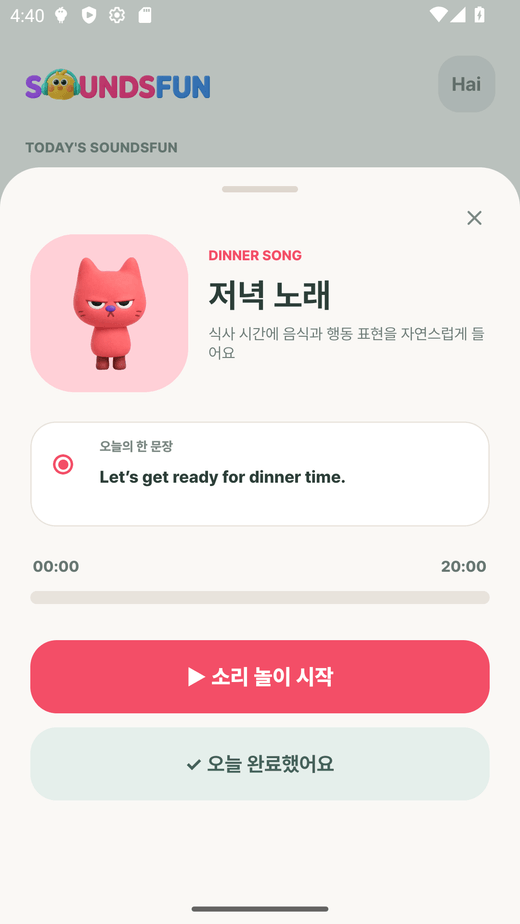 4:40
SOUNDSFUN
Hai
TODAY'S SOUNDSFUN
DINNER SONG
저녁 노래
식사 시간에 음식과 행동 표현을 자연스럽게 들
어요
오늘의 한 문장
Let’s get ready for dinner time.
00:00
20:00
▶ 소리 놀이 시작
✓ 오늘 완료했어요